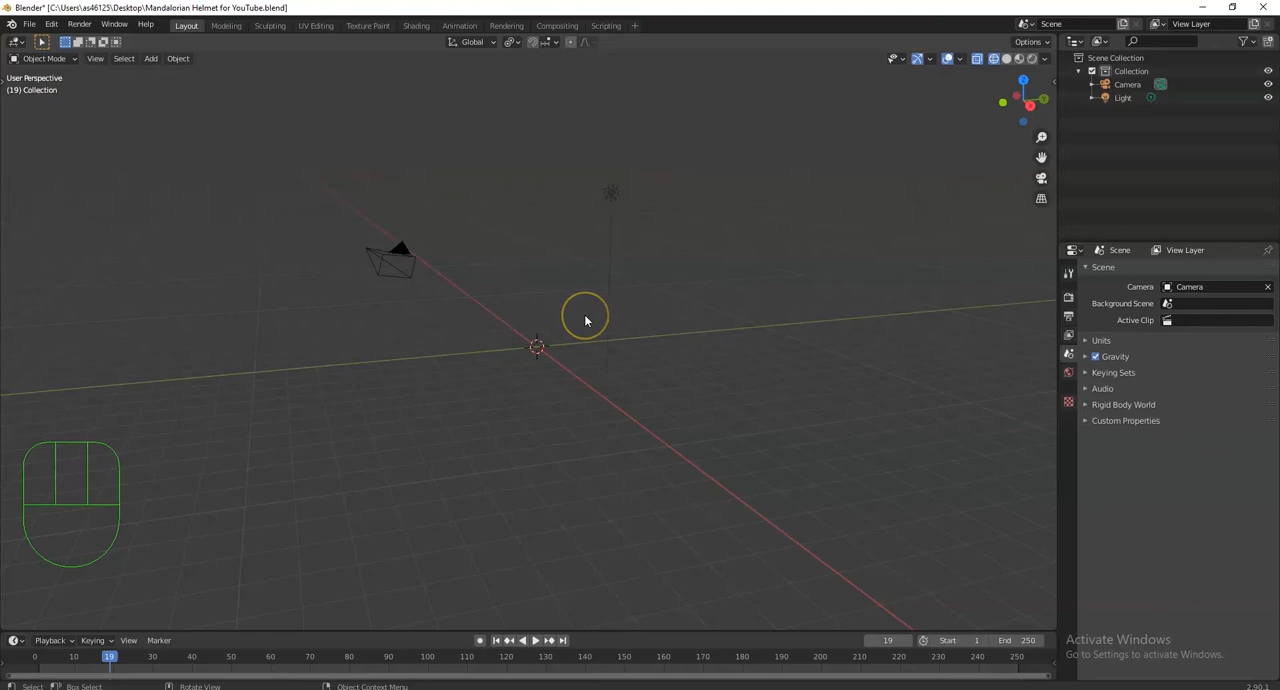 Blender* [C:\Users\as46125\Desktop\Mandalorian Helmet for YouTube.blend]
File Edit Render Window Help Layout Modeling Sculpting UV Editing Texture Paint Shading Animation Rendering Compositing Scripting + Scene View Layer
Global Options
Object Mode View Select Add Object
User Perspective
(19) Collection
Z
Y
X
Scene Collection
Collection
Camera
Light
Scene View Layer
Scene
Camera Camera
Background Scene
Active Clip
Units
Gravity
Keying Sets
Audio
Rigid Body World
Custom Properties
Playback Keying View Marker 19 Start 1 End 250
0 10 19 30 40 50 60 70 80 90 100 110 120 130 140 150 160 170 180 190 200 210 220 230 240 250
Activate Windows
Go to Settings to activate Windows.
Select Box Select Rotate View Object Context Menu 2.90.1